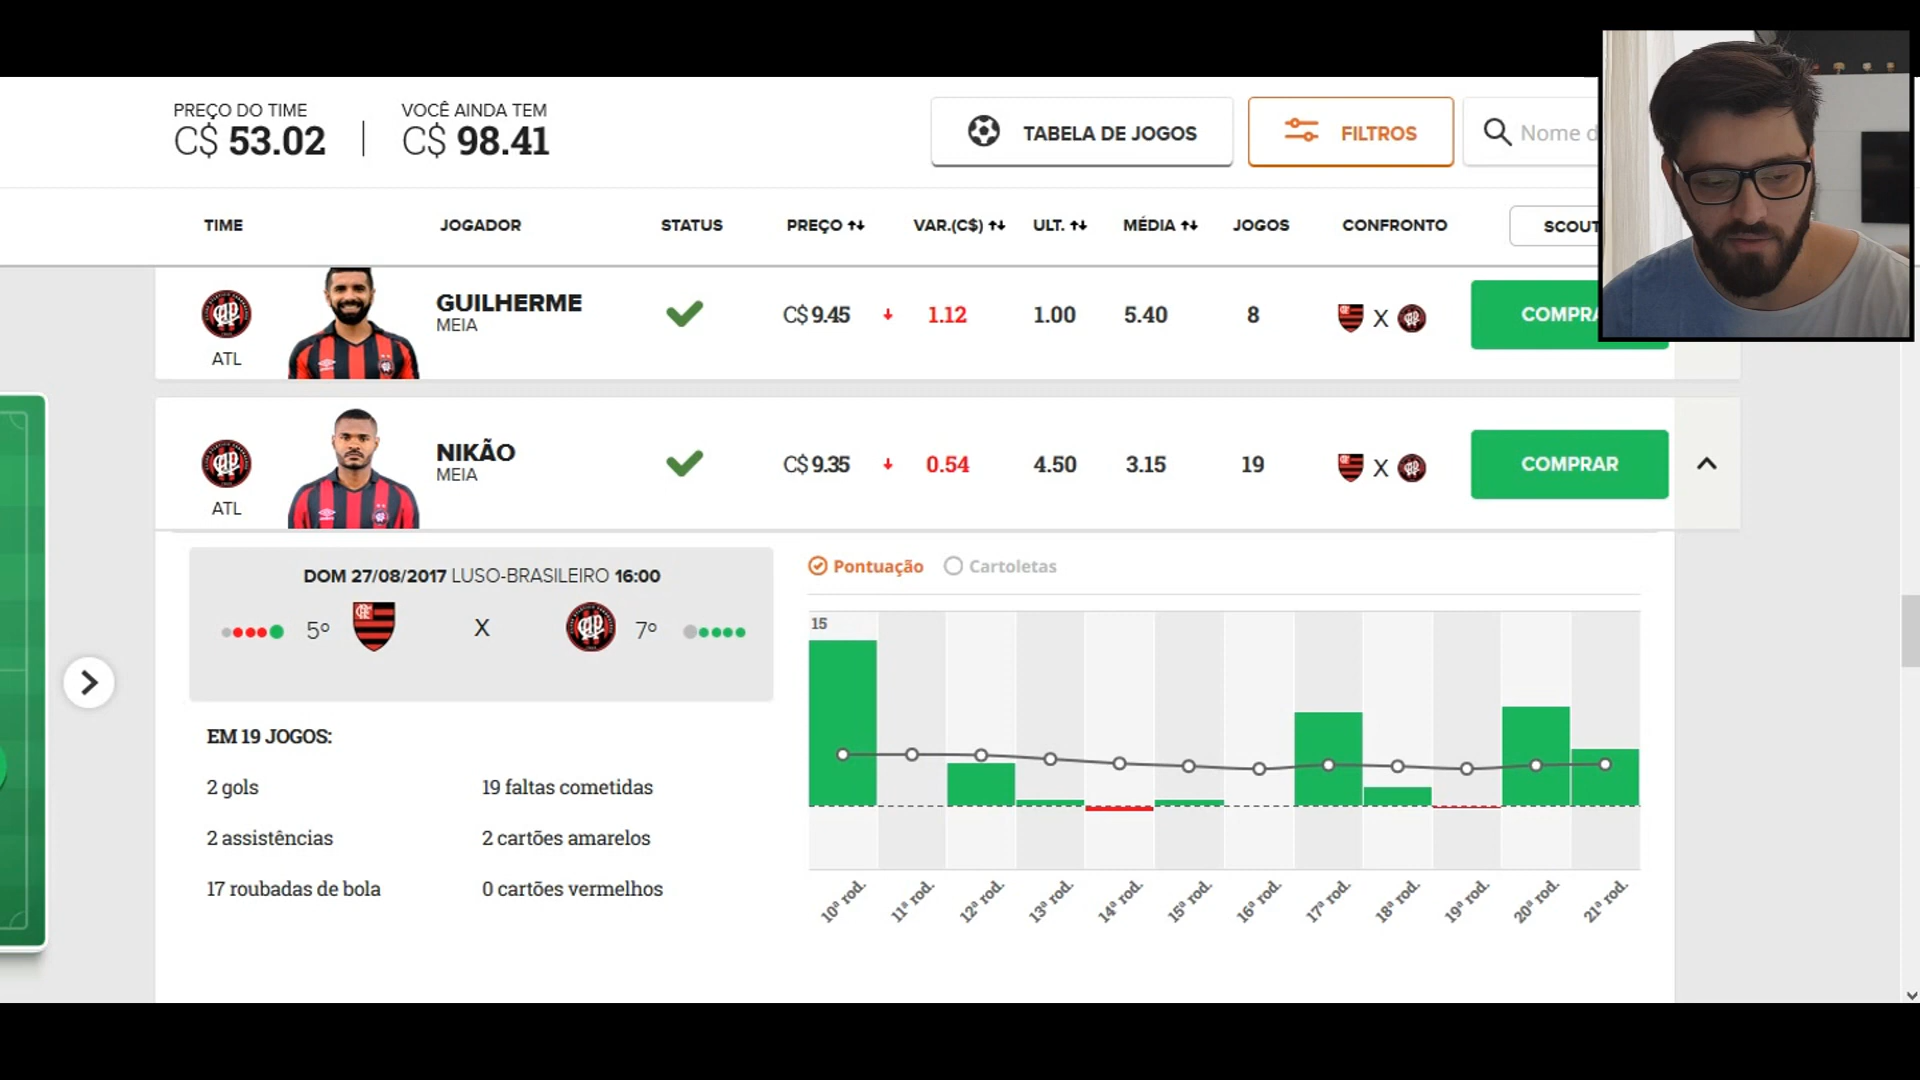 PREÇO DO TIME
C$ 53.02
VOCÊ AINDA TEM
C$ 98.41
TABELA DE JOGOS
FILTROS
Nome d
TIME JOGADOR STATUS PREÇO VAR.(C$) ULT. MÉDIA JOGOS CONFRONTO SCOUT
GUILHERME
MEIA
ATL
C$ 9.45 1.12 1.00 5.40 8 X COMPRA
NIKÃO
MEIA
ATL
C$ 9.35 0.54 4.50 3.15 19 X COMPRAR
DOM 27/08/2017 LUSO-BRASILEIRO 16:00
5º X 7º
EM 19 JOGOS:
2 gols
19 faltas cometidas
2 assistências
2 cartões amarelos
17 roubadas de bola
0 cartões vermelhos
Pontuação Cartoletas
15
10ª rod. 11ª rod. 12ª rod. 13ª rod. 14ª rod. 15ª rod. 16ª rod. 17ª rod. 18ª rod. 19ª rod. 20ª rod. 21ª rod.